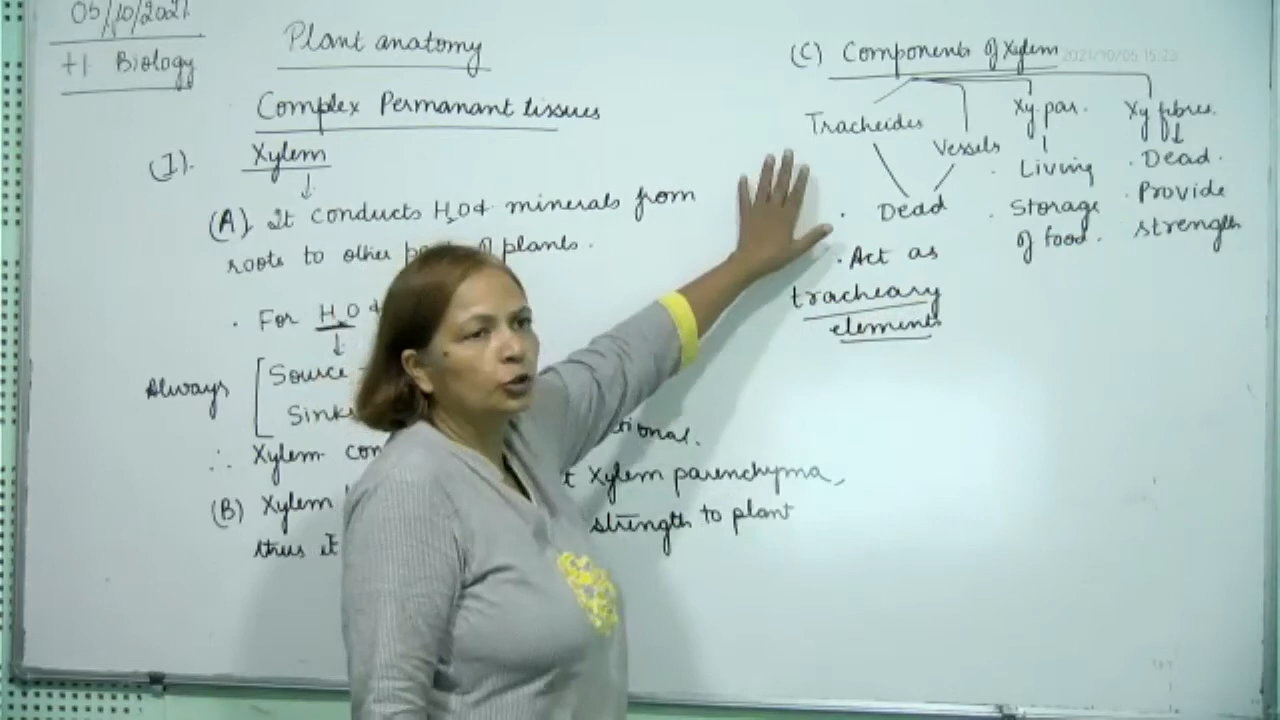 05/10/2021
+1 Biology
Plant anatomy
Complex Permanant tissues
(I). Xylem
(A). It conducts H2O & minerals from
roots to other of plants.
. For H2O &
Always
Source
Sinks
∴ Xylem
(B) Xylem Xylem parenchyma,
thus it strength to plant
(C) Components of Xylem
2021/10/05 15:23
Tracheides
Vessels
. Dead
. Act as
tracheary
elements
Xy par.
. Living
. Storage
of food.
Xy fibres
. Dead.
. Provide
strength